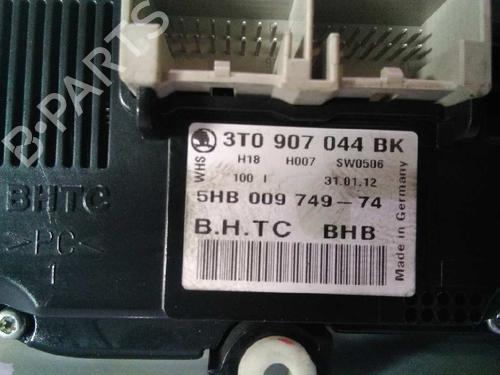 B-PARTS
3T0 907 044 BK
WHS
H18 H007 SW0506
100 I 31.01.12
5HB 009 749-74
B.H.TC BHB
Made in Germany
BHTC
>PC<
1